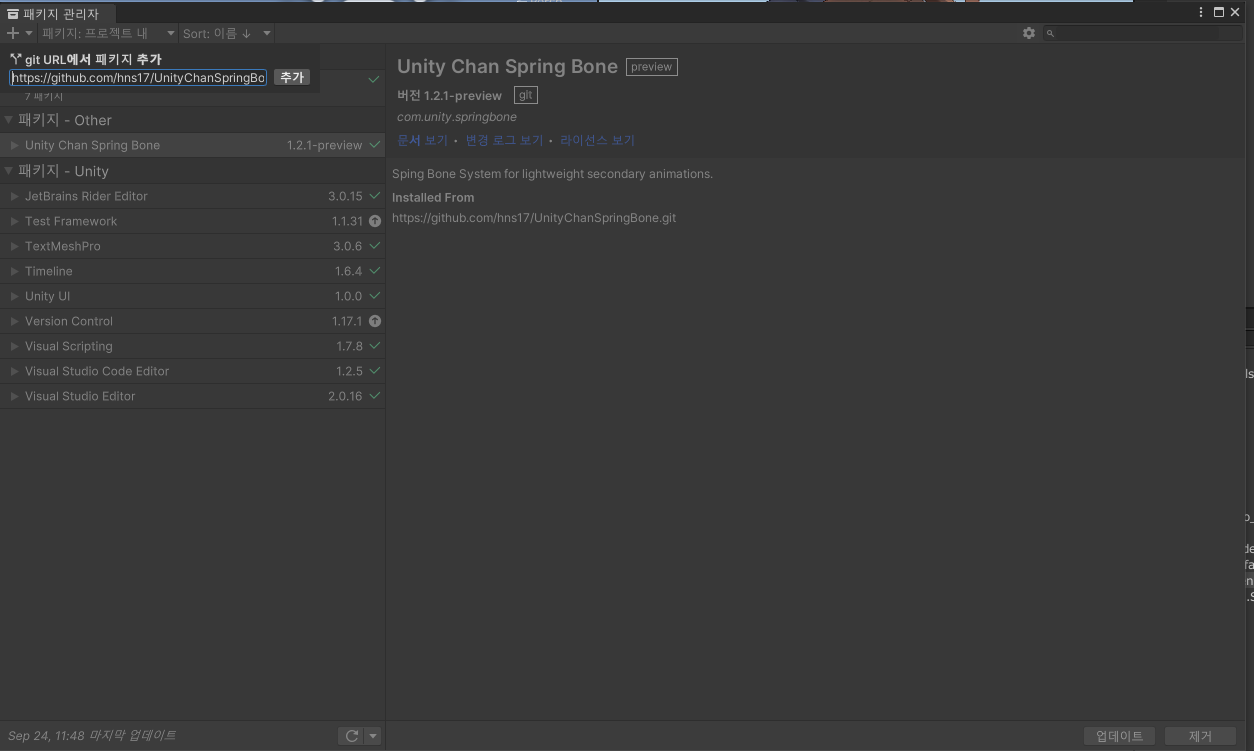 패키지 관리자
패키지: 프로젝트 내
Sort: 이름 ↓
git URL에서 패키지 추가
https://github.com/hns17/UnityChanSpringBo
추가
7 패키지
패키지 - Other
Unity Chan Spring Bone 1.2.1-preview
패키지 - Unity
JetBrains Rider Editor 3.0.15
Test Framework 1.1.31
TextMeshPro 3.0.6
Timeline 1.6.4
Unity UI 1.0.0
Version Control 1.17.1
Visual Scripting 1.7.8
Visual Studio Code Editor 1.2.5
Visual Studio Editor 2.0.16
Sep 24, 11:48 마지막 업데이트
Unity Chan Spring Bone preview
버전 1.2.1-preview git
com.unity.springbone
문서 보기 • 변경 로그 보기 • 라이선스 보기
Sping Bone System for lightweight secondary animations.
Installed From
https://github.com/hns17/UnityChanSpringBone.git
업데이트
제거